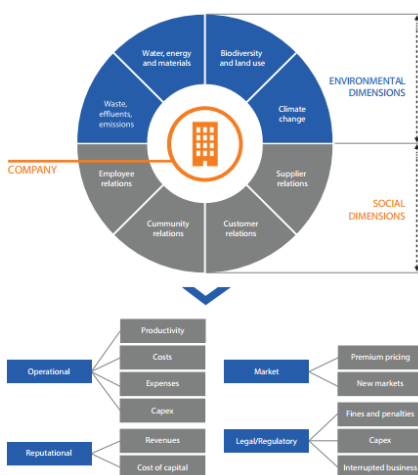 Water, energy
and materials
Biodiversity
and land use
Waste,
effluents,
emissions
Climate
change
ENVIRONMENTAL
DIMENSIONS
COMPANY
Employee
relations
Supplier
relations
Cummunity
relations
Customer
relations
SOCIAL
DIMENSIONS
Operational
Productivity
Costs
Expenses
Capex
Market
Premium pricing
New markets
Reputational
Revenues
Cost of capital
Legal/Regulatory
Fines and penalties
Capex
Interrupted business